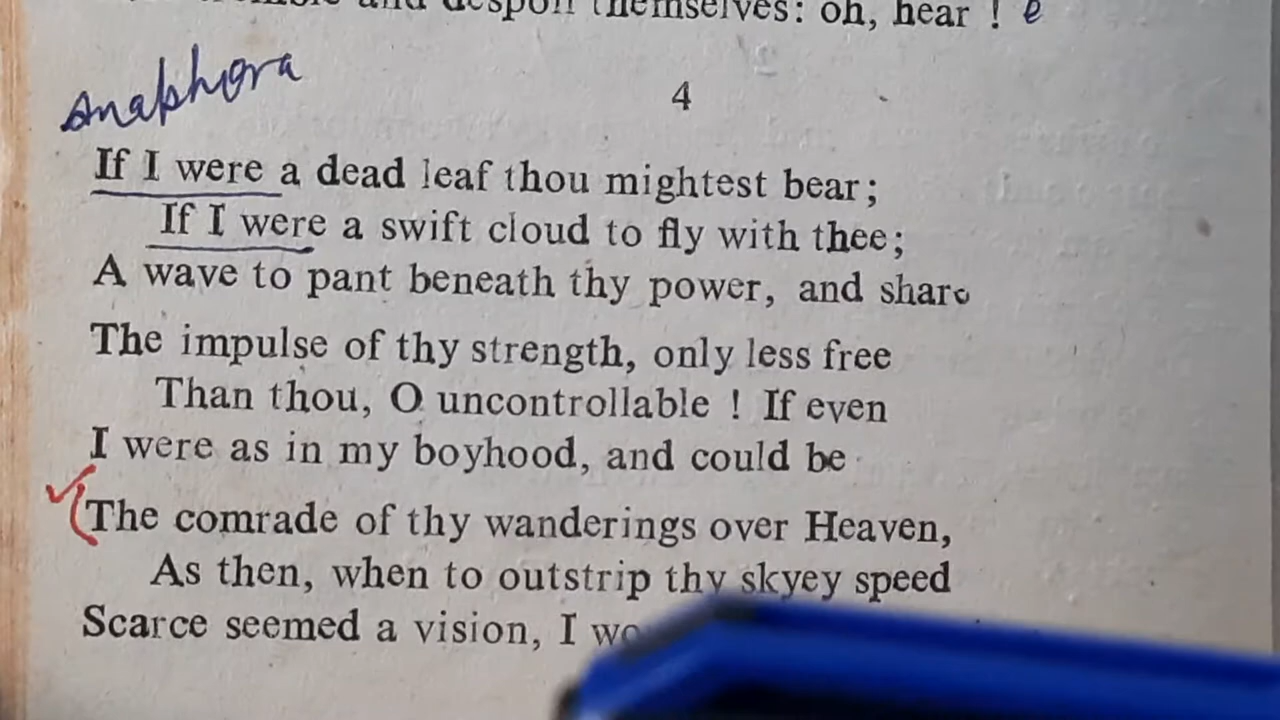 and despoil themselves: oh, hear ! e
Anaphora
4
If I were a dead leaf thou mightest bear;
If I were a swift cloud to fly with thee;
A wave to pant beneath thy power, and share
The impulse of thy strength, only less free
Than thou, O uncontrollable ! If even
I were as in my boyhood, and could be
The comrade of thy wanderings over Heaven,
As then, when to outstrip thy skyey speed
Scarce seemed a vision, I